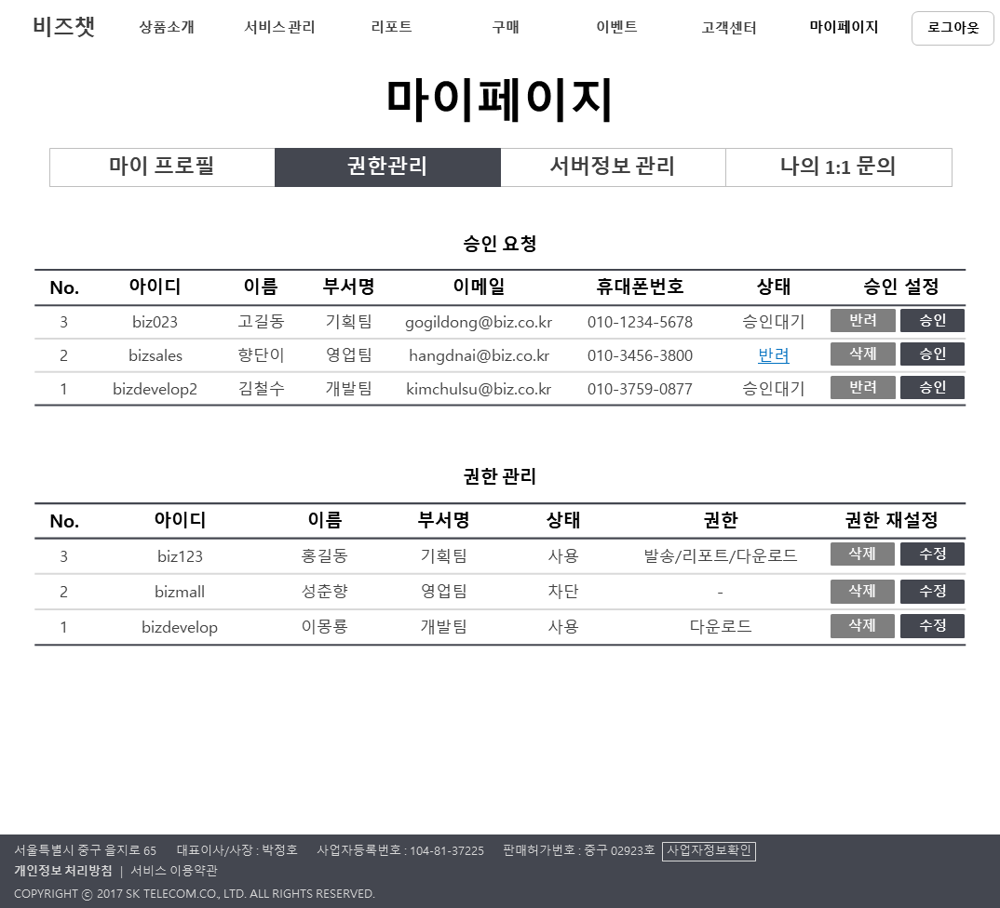 비즈챗 상품소개 서비스 관리 리포트 구매 이벤트 고객센터 마이페이지 로그아웃
마이페이지
마이 프로필 권한관리 서버정보 관리 나의 1:1 문의
승인 요청
No. 아이디 이름 부서명 이메일 휴대폰번호 상태 승인 설정
3 biz023 고길동 기획팀 gogildong@biz.co.kr 010-1234-5678 승인대기 반려 승인
2 bizsales 향단이 영업팀 hangdnai@biz.co.kr 010-3456-3800 반려 삭제 승인
1 bizdevelop2 김철수 개발팀 kimchulsu@biz.co.kr 010-3759-0877 승인대기 반려 승인
권한 관리
No. 아이디 이름 부서명 상태 권한 권한 재설정
3 biz123 홍길동 기획팀 사용 발송/리포트/다운로드 삭제 수정
2 bizmall 성춘향 영업팀 차단 - 삭제 수정
1 bizdevelop 이몽룡 개발팀 사용 다운로드 삭제 수정
서울특별시 중구 을지로 65 대표이사/사장 : 박정호 사업자등록번호 : 104-81-37225 판매허가번호 : 중구 02923호 사업자정보확인
개인정보 처리방침 | 서비스 이용약관
COPYRIGHT ⓒ 2017 SK TELECOM.CO., LTD. ALL RIGHTS RESERVED.